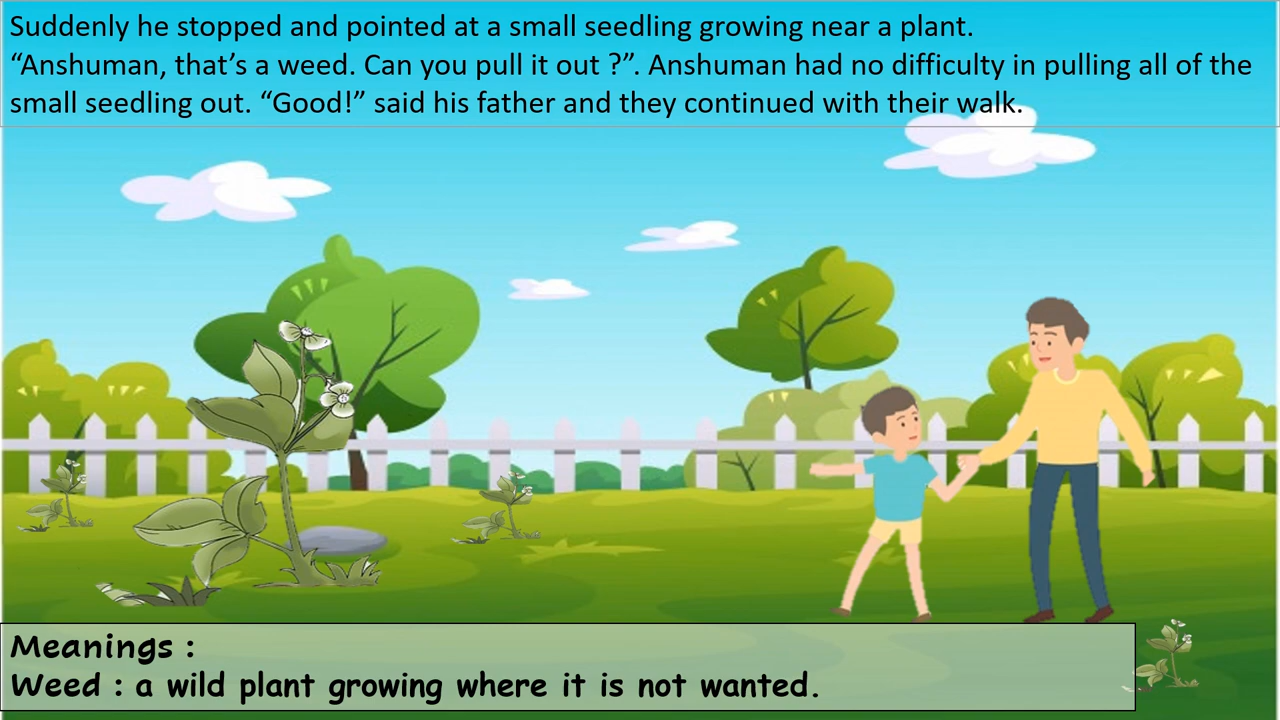 Suddenly he stopped and pointed at a small seedling growing near a plant.
“Anshuman, that’s a weed. Can you pull it out ?”. Anshuman had no difficulty in pulling all of the
small seedling out. “Good!” said his father and they continued with their walk.
Meanings :
Weed : a wild plant growing where it is not wanted.